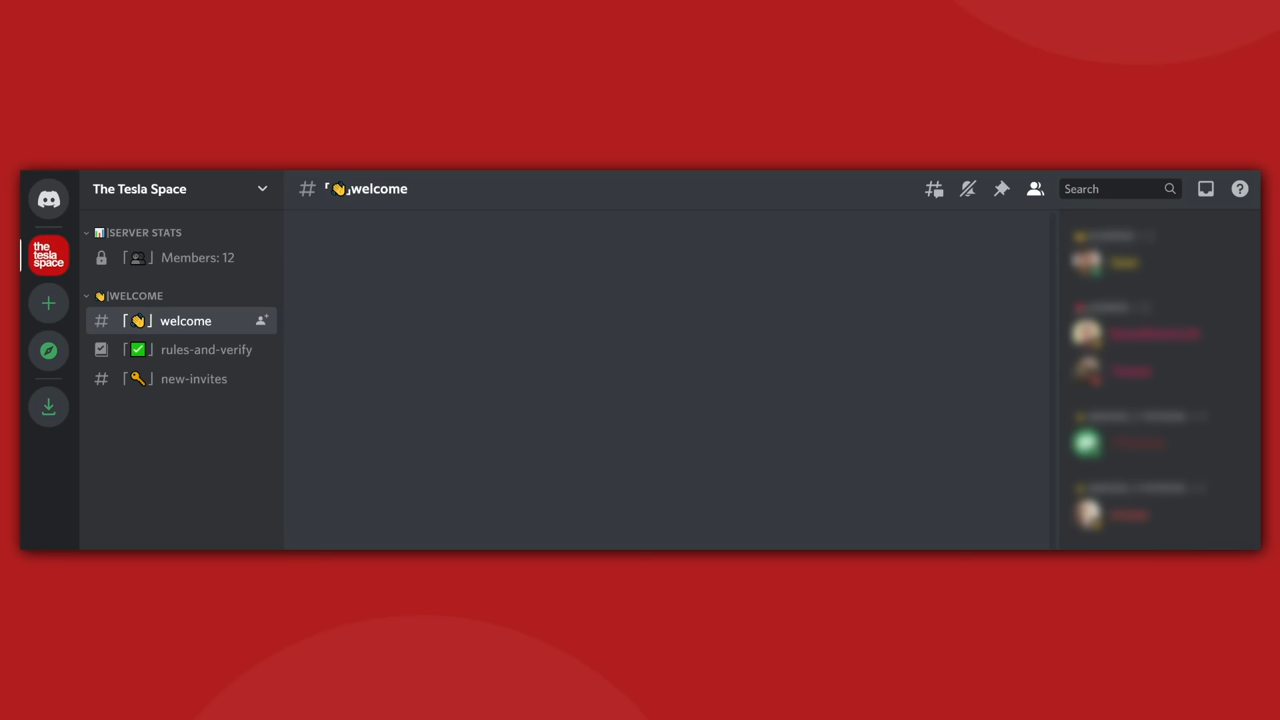 The Tesla Space
# 「👋」welcome
Search
the
tesla
space
📊|SERVER STATS
「👥」 Members: 12
👋|WELCOME
# 「👋」 welcome
「✅」 rules-and-verify
# 「🔑」 new-invites